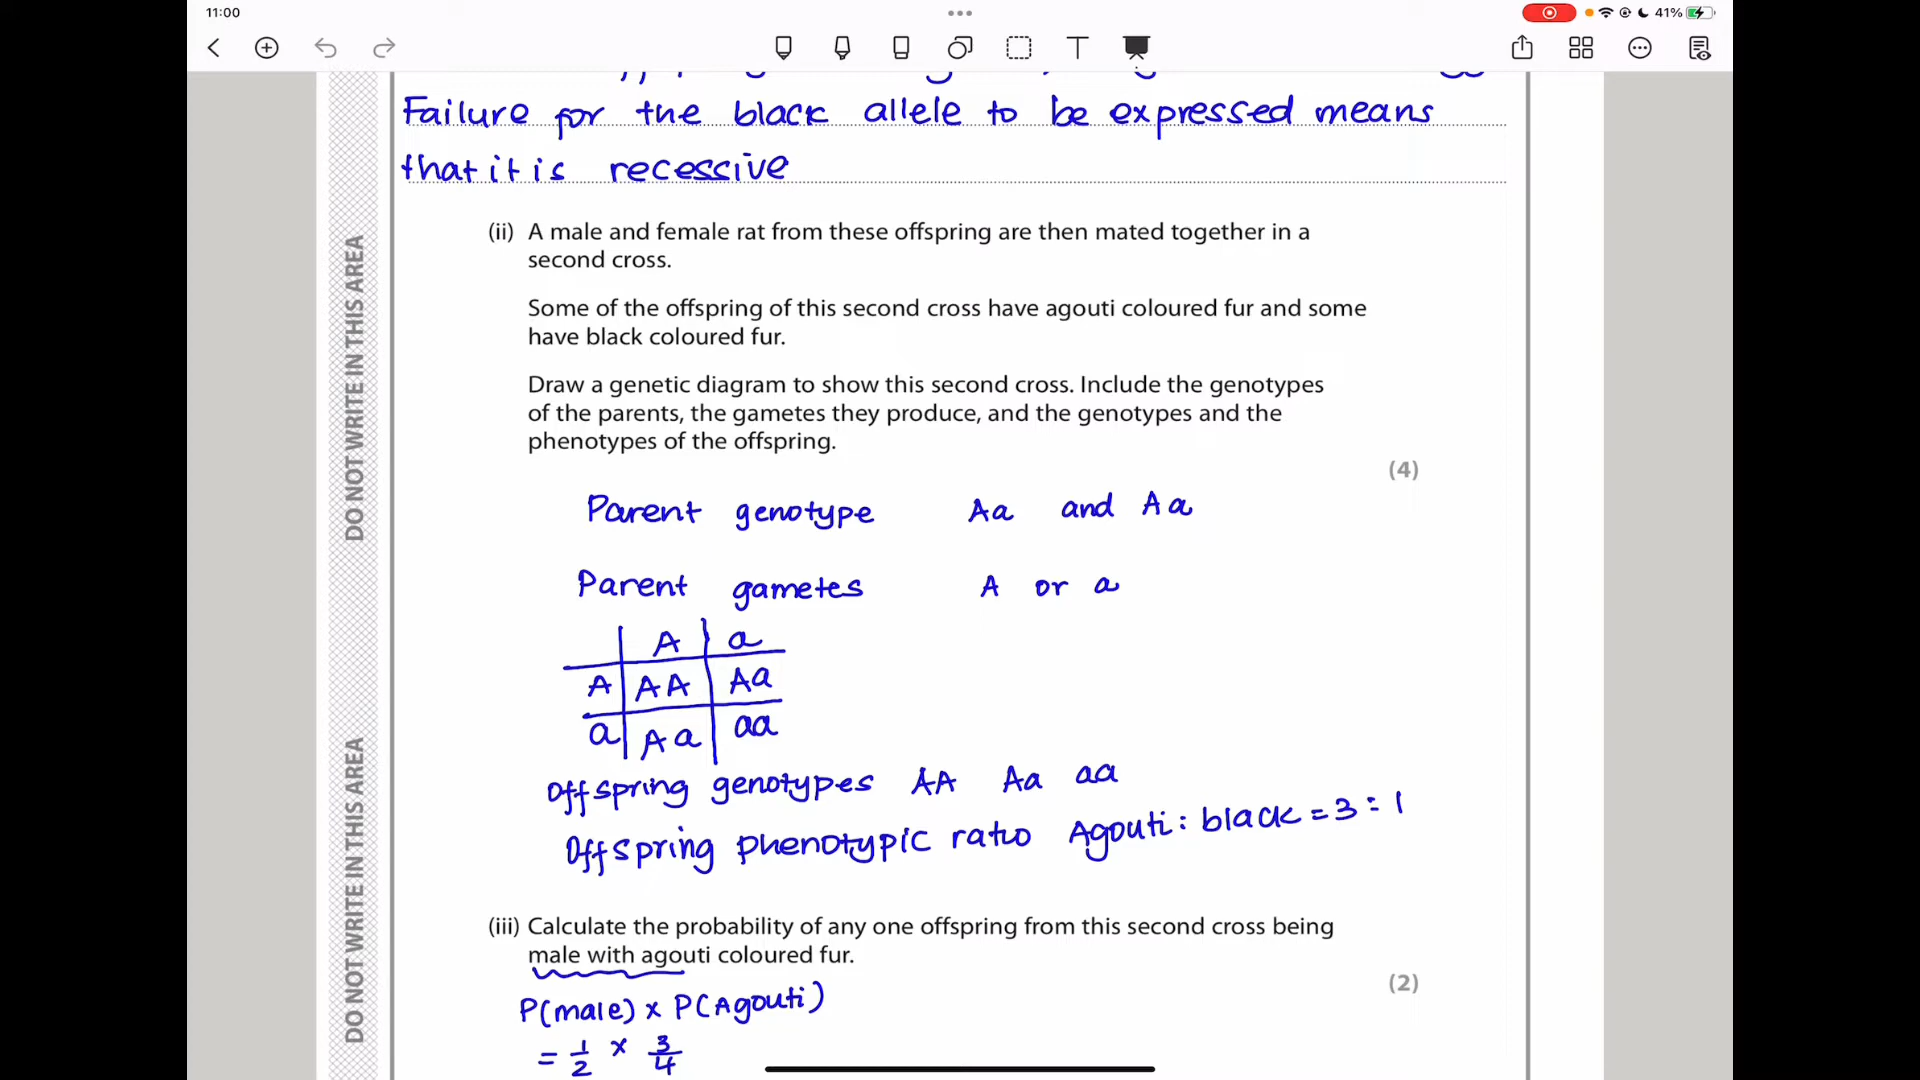 11:00
41%
Failure for the black allele to be expressed means
that it is recessive
(ii) A male and female rat from these offspring are then mated together in a
second cross.
Some of the offspring of this second cross have agouti coloured fur and some
have black coloured fur.
Draw a genetic diagram to show this second cross. Include the genotypes
of the parents, the gametes they produce, and the genotypes and the
phenotypes of the offspring.
(4)
Parent genotype Aa and Aa
Parent gametes A or a
A a
A AA Aa
a Aa aa
Offspring genotypes AA Aa aa
Offspring phenotypic ratio Agouti : black = 3 : 1
(iii) Calculate the probability of any one offspring from this second cross being
male with agouti coloured fur.
(2)
P(male) x P(Agouti)
= 1/2 x 3/4
DO NOT WRITE IN THIS AREA
DO NOT WRITE IN THIS AREA